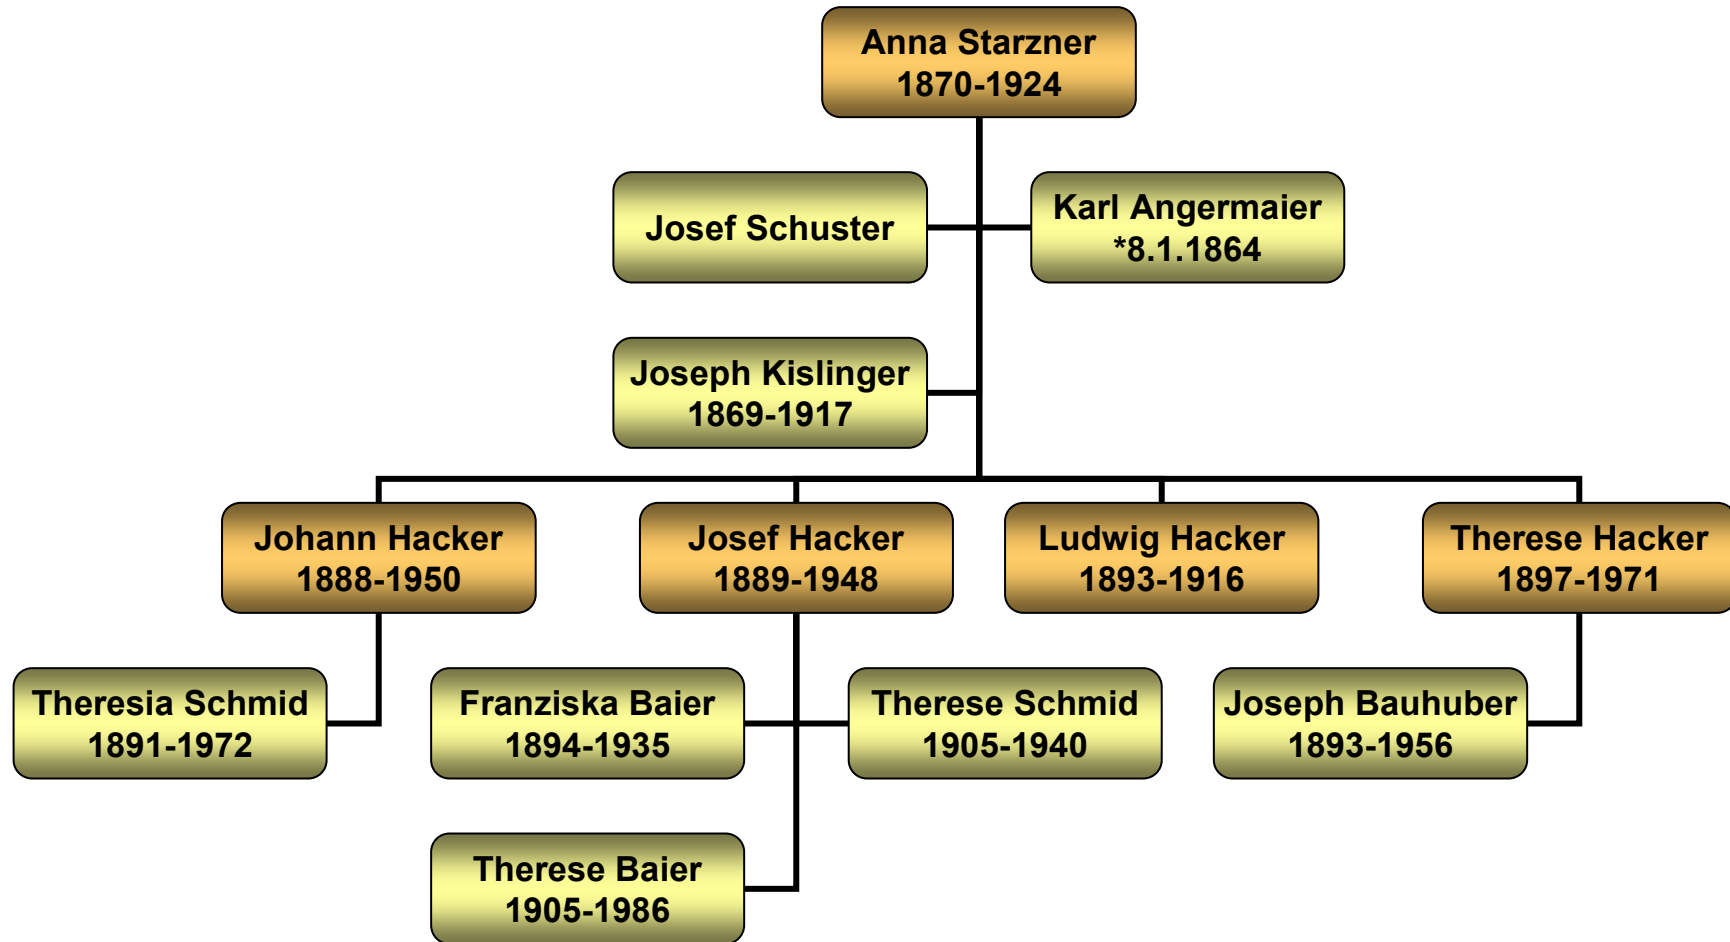 Anna Starzner
1870-1924
Josef Schuster
Karl Angermaier
*8.1.1864
Joseph Kislinger
1869-1917
Johann Hacker
1888-1950
Josef Hacker
1889-1948
Ludwig Hacker
1893-1916
Therese Hacker
1897-1971
Theresia Schmid
1891-1972
Franziska Baier
1894-1935
Therese Schmid
1905-1940
Joseph Bauhuber
1893-1956
Therese Baier
1905-1986